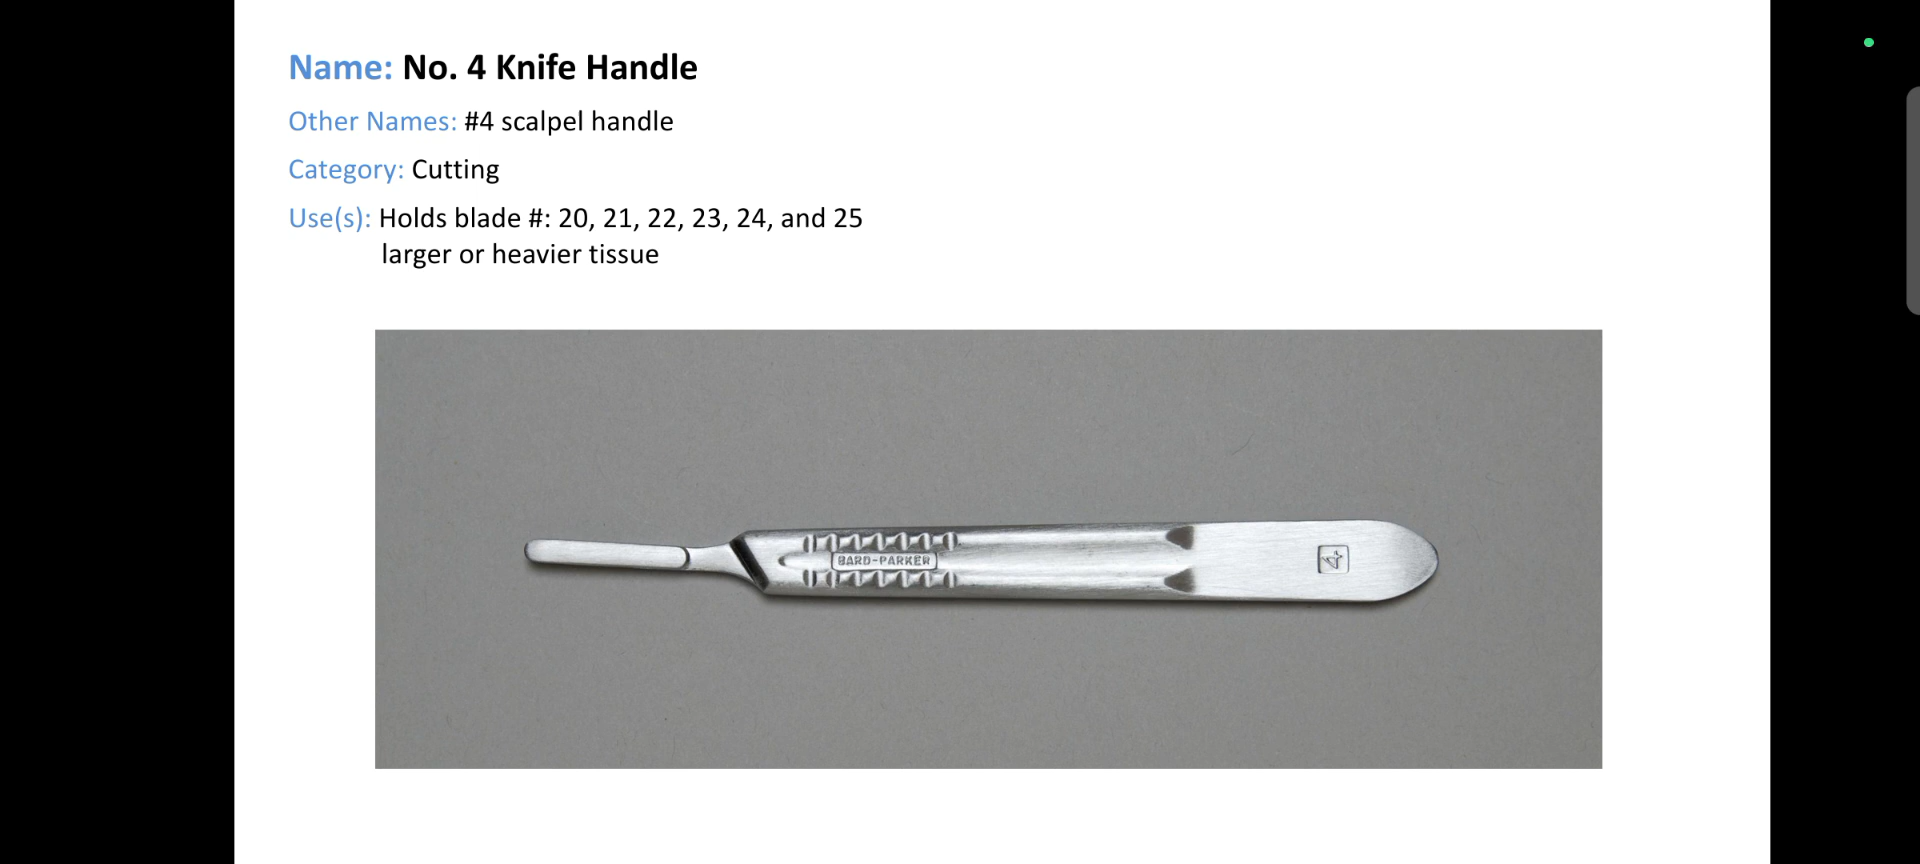 Name: No. 4 Knife Handle
Other Names: #4 scalpel handle
Category: Cutting
Use(s): Holds blade #: 20, 21, 22, 23, 24, and 25
larger or heavier tissue
BARD-PARKER
4